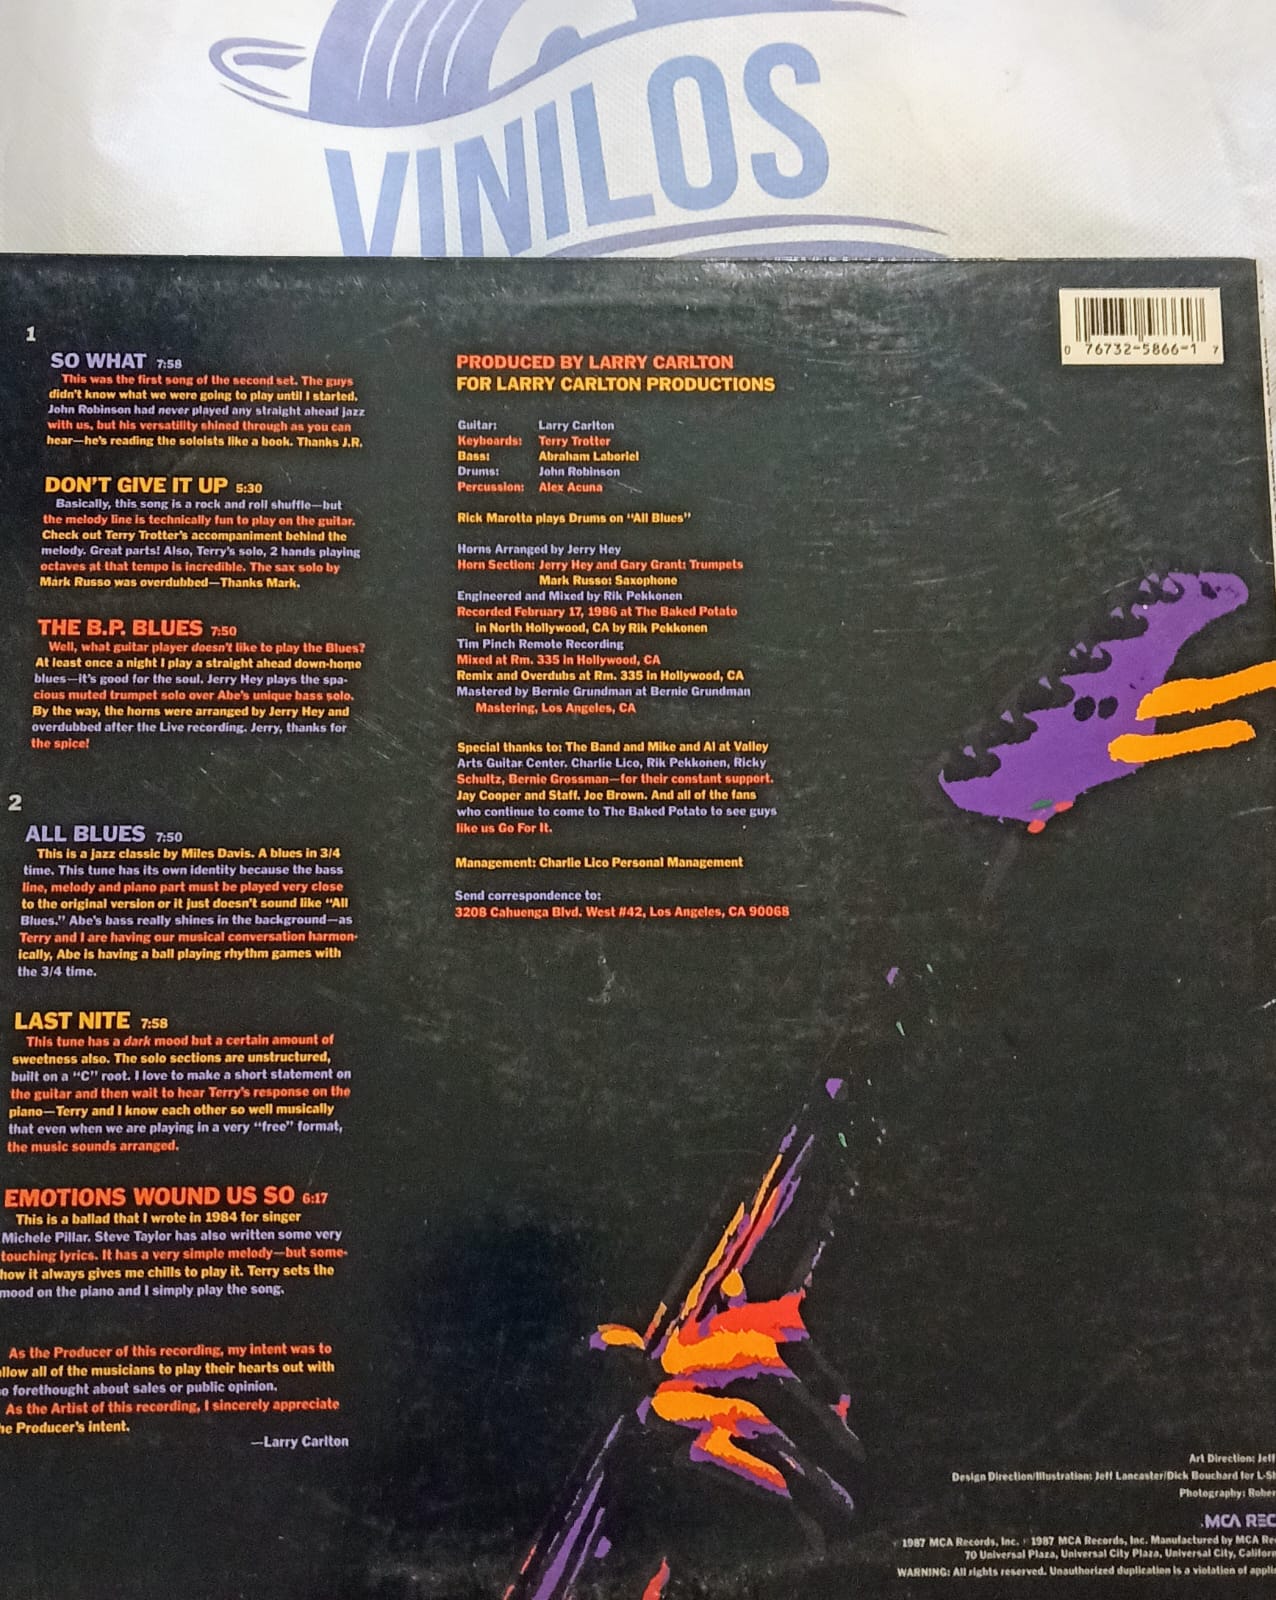 VINILOS
0 76732-5866-1 7
1
SO WHAT 7:58
This was the first song of the second set. The guys
didn't know what we were going to play until I started.
John Robinson had never played any straight ahead jazz
with us, but his versatility shined through as you can
hear—he's reading the soloists like a book. Thanks J.R.
DON'T GIVE IT UP 5:30
Basically, this song is a rock and roll shuffle—but
the melody line is technically fun to play on the guitar.
Check out Terry Trotter's accompaniment behind the
melody. Great parts! Also, Terry's solo, 2 hands playing
octaves at that tempo is incredible. The sax solo by
Mark Russo was overdubbed—Thanks Mark.
THE B.P. BLUES 7:50
Well, what guitar player doesn't like to play the Blues?
At least once a night I play a straight ahead down-home
blues—it's good for the soul. Jerry Hey plays the spa-
cious muted trumpet solo over Abe's unique bass solo.
By the way, the horns were arranged by Jerry Hey and
overdubbed after the Live recording. Jerry, thanks for
the spice!
2
ALL BLUES 7:50
This is a jazz classic by Miles Davis. A blues in 3/4
time. This tune has its own identity because the bass
line, melody and piano part must be played very close
to the original version or it just doesn't sound like "All
Blues." Abe's bass really shines in the background—as
Terry and I are having our musical conversation harmon-
ically, Abe is having a ball playing rhythm games with
the 3/4 time.
LAST NITE 7:58
This tune has a dark mood but a certain amount of
sweetness also. The solo sections are unstructured,
built on a "C" root. I love to make a short statement on
the guitar and then wait to hear Terry's response on the
piano—Terry and I know each other so well musically
that even when we are playing in a very "free" format,
the music sounds arranged.
EMOTIONS WOUND US SO 6:17
This is a ballad that I wrote in 1984 for singer
Michele Pillar. Steve Taylor has also written some very
touching lyrics. It has a very simple melody—but some-
how it always gives me chills to play it. Terry sets the
mood on the piano and I simply play the song.
As the Producer of this recording, my intent was to
llow all of the musicians to play their hearts out with
o forethought about sales or public opinion.
As the Artist of this recording, I sincerely appreciate
he Producer's intent.
—Larry Carlton
PRODUCED BY LARRY CARLTON
FOR LARRY CARLTON PRODUCTIONS
Guitar: Larry Carlton
Keyboards: Terry Trotter
Bass: Abraham Laboriel
Drums: John Robinson
Percussion: Alex Acuna
Rick Marotta plays Drums on "All Blues"
Horns Arranged by Jerry Hey
Horn Section: Jerry Hey and Gary Grant: Trumpets
Mark Russo: Saxophone
Engineered and Mixed by Rik Pekkonen
Recorded February 17, 1986 at The Baked Potato
in North Hollywood, CA by Rik Pekkonen
Tim Pinch Remote Recording
Mixed at Rm. 335 in Hollywood, CA
Remix and Overdubs at Rm. 335 in Hollywood, CA
Mastered by Bernie Grundman at Bernie Grundman
Mastering, Los Angeles, CA
Special thanks to: The Band and Mike and Al at Valley
Arts Guitar Center. Charlie Lico, Rik Pekkonen, Ricky
Schultz, Bernie Grossman—for their constant support.
Jay Cooper and Staff. Joe Brown. And all of the fans
who continue to come to The Baked Potato to see guys
like us Go For It.
Management: Charlie Lico Personal Management
Send correspondence to:
3208 Cahuenga Blvd. West #42, Los Angeles, CA 90068
Art Direction: Jeff
Design Direction/Illustration: Jeff Lancaster/Dick Bouchard for L-Sh
Photography: Rober
MCA REC
1987 MCA Records, Inc. 1987 MCA Records, Inc. Manufactured by MCA Re
70 Universal Plaza, Universal City Plaza, Universal City, Californ
WARNING: All rights reserved. Unauthorized duplication is a violation of appli